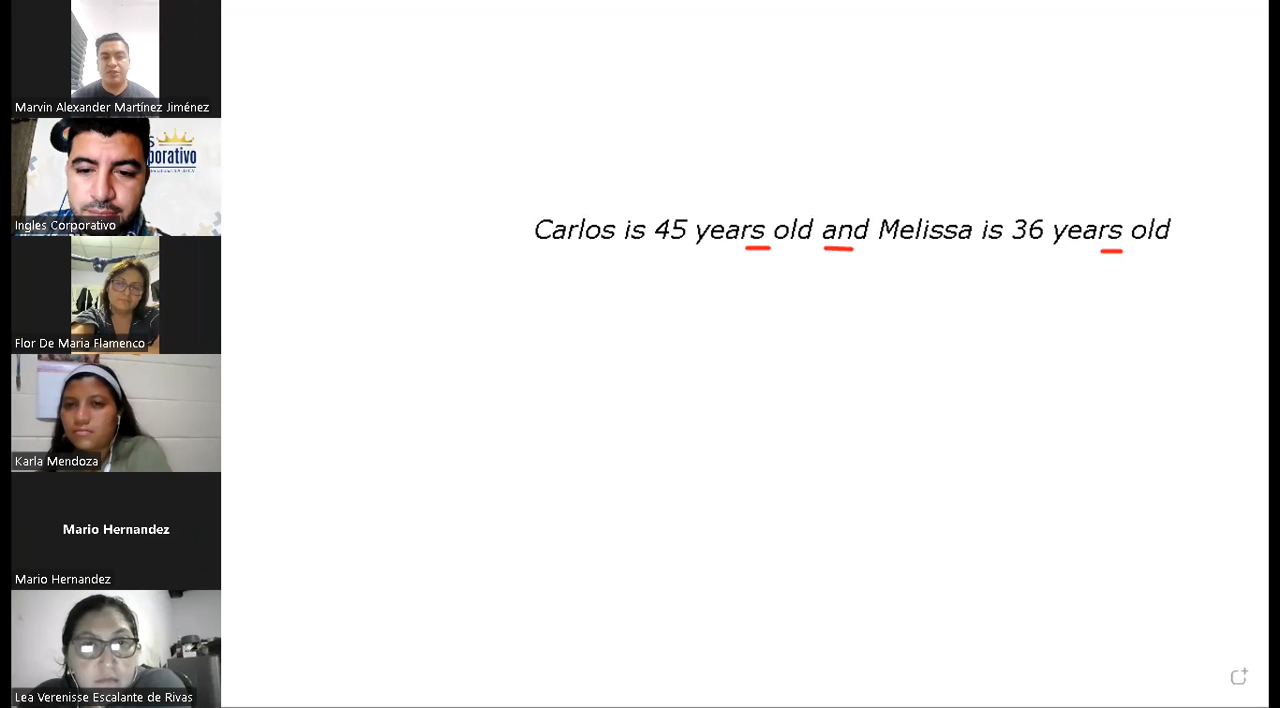 Marvin Alexander Martínez Jiménez
S
porativo
Ingles Corporativo
Flor De Maria Flamenco
Karla Mendoza
Mario Hernandez
Mario Hernandez
Lea Verenisse Escalante de Rivas
Carlos is 45 years old and Melissa is 36 years old